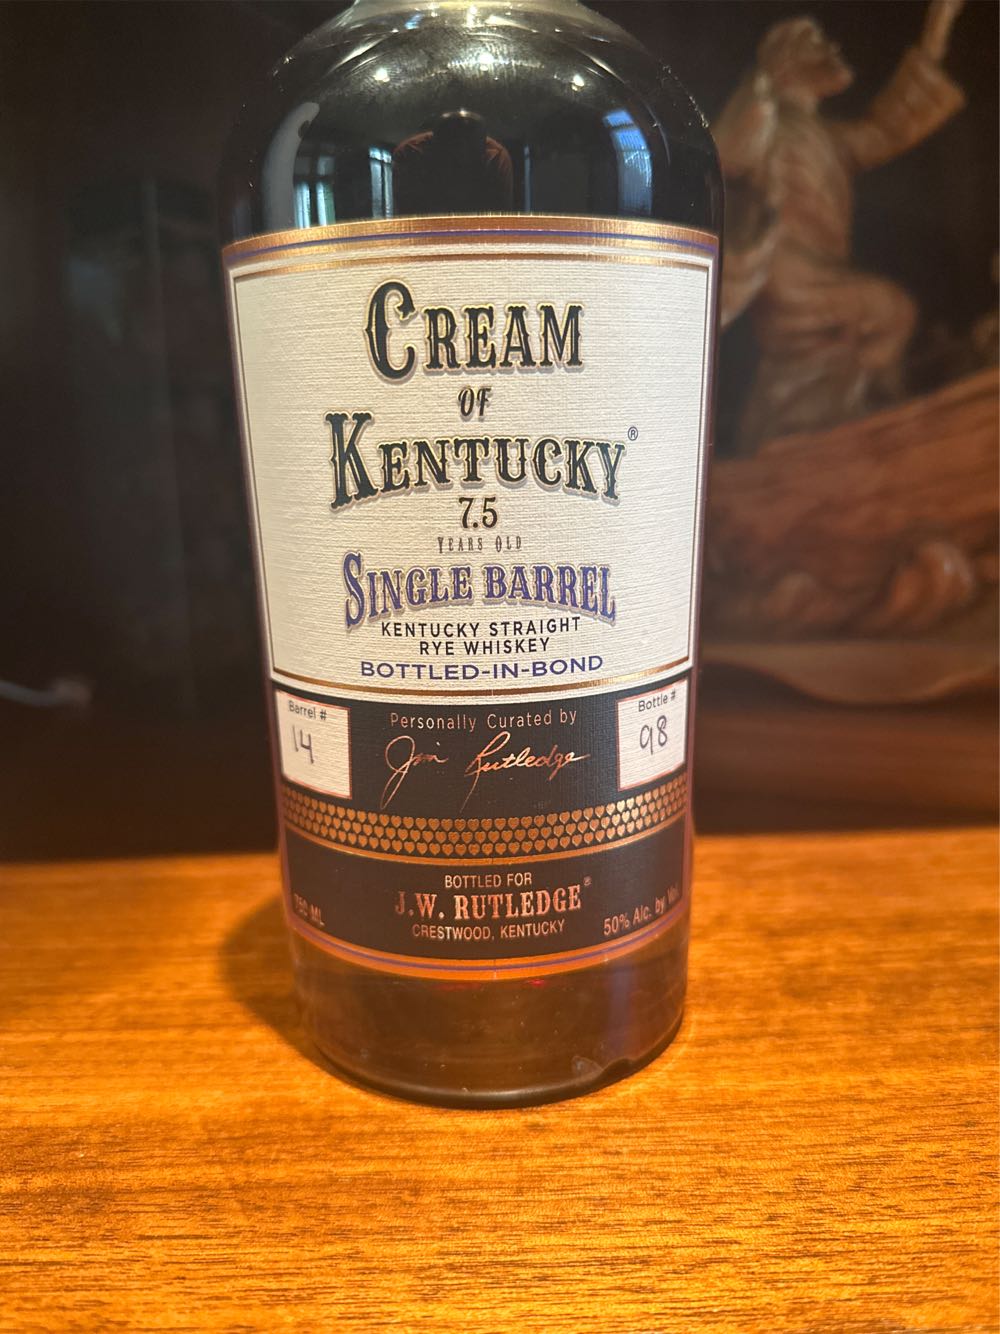 CREAM
OF
KENTUCKY®
7.5
YEARS OLD
SINGLE BARREL
KENTUCKY STRAIGHT
RYE WHISKEY
BOTTLED-IN-BOND
Barrel #
14
Personally Curated by
Jim Rutledge
Bottle #
98
BOTTLED FOR
J.W. RUTLEDGE®
CRESTWOOD, KENTUCKY
750 ML
50% Alc. by Vol.